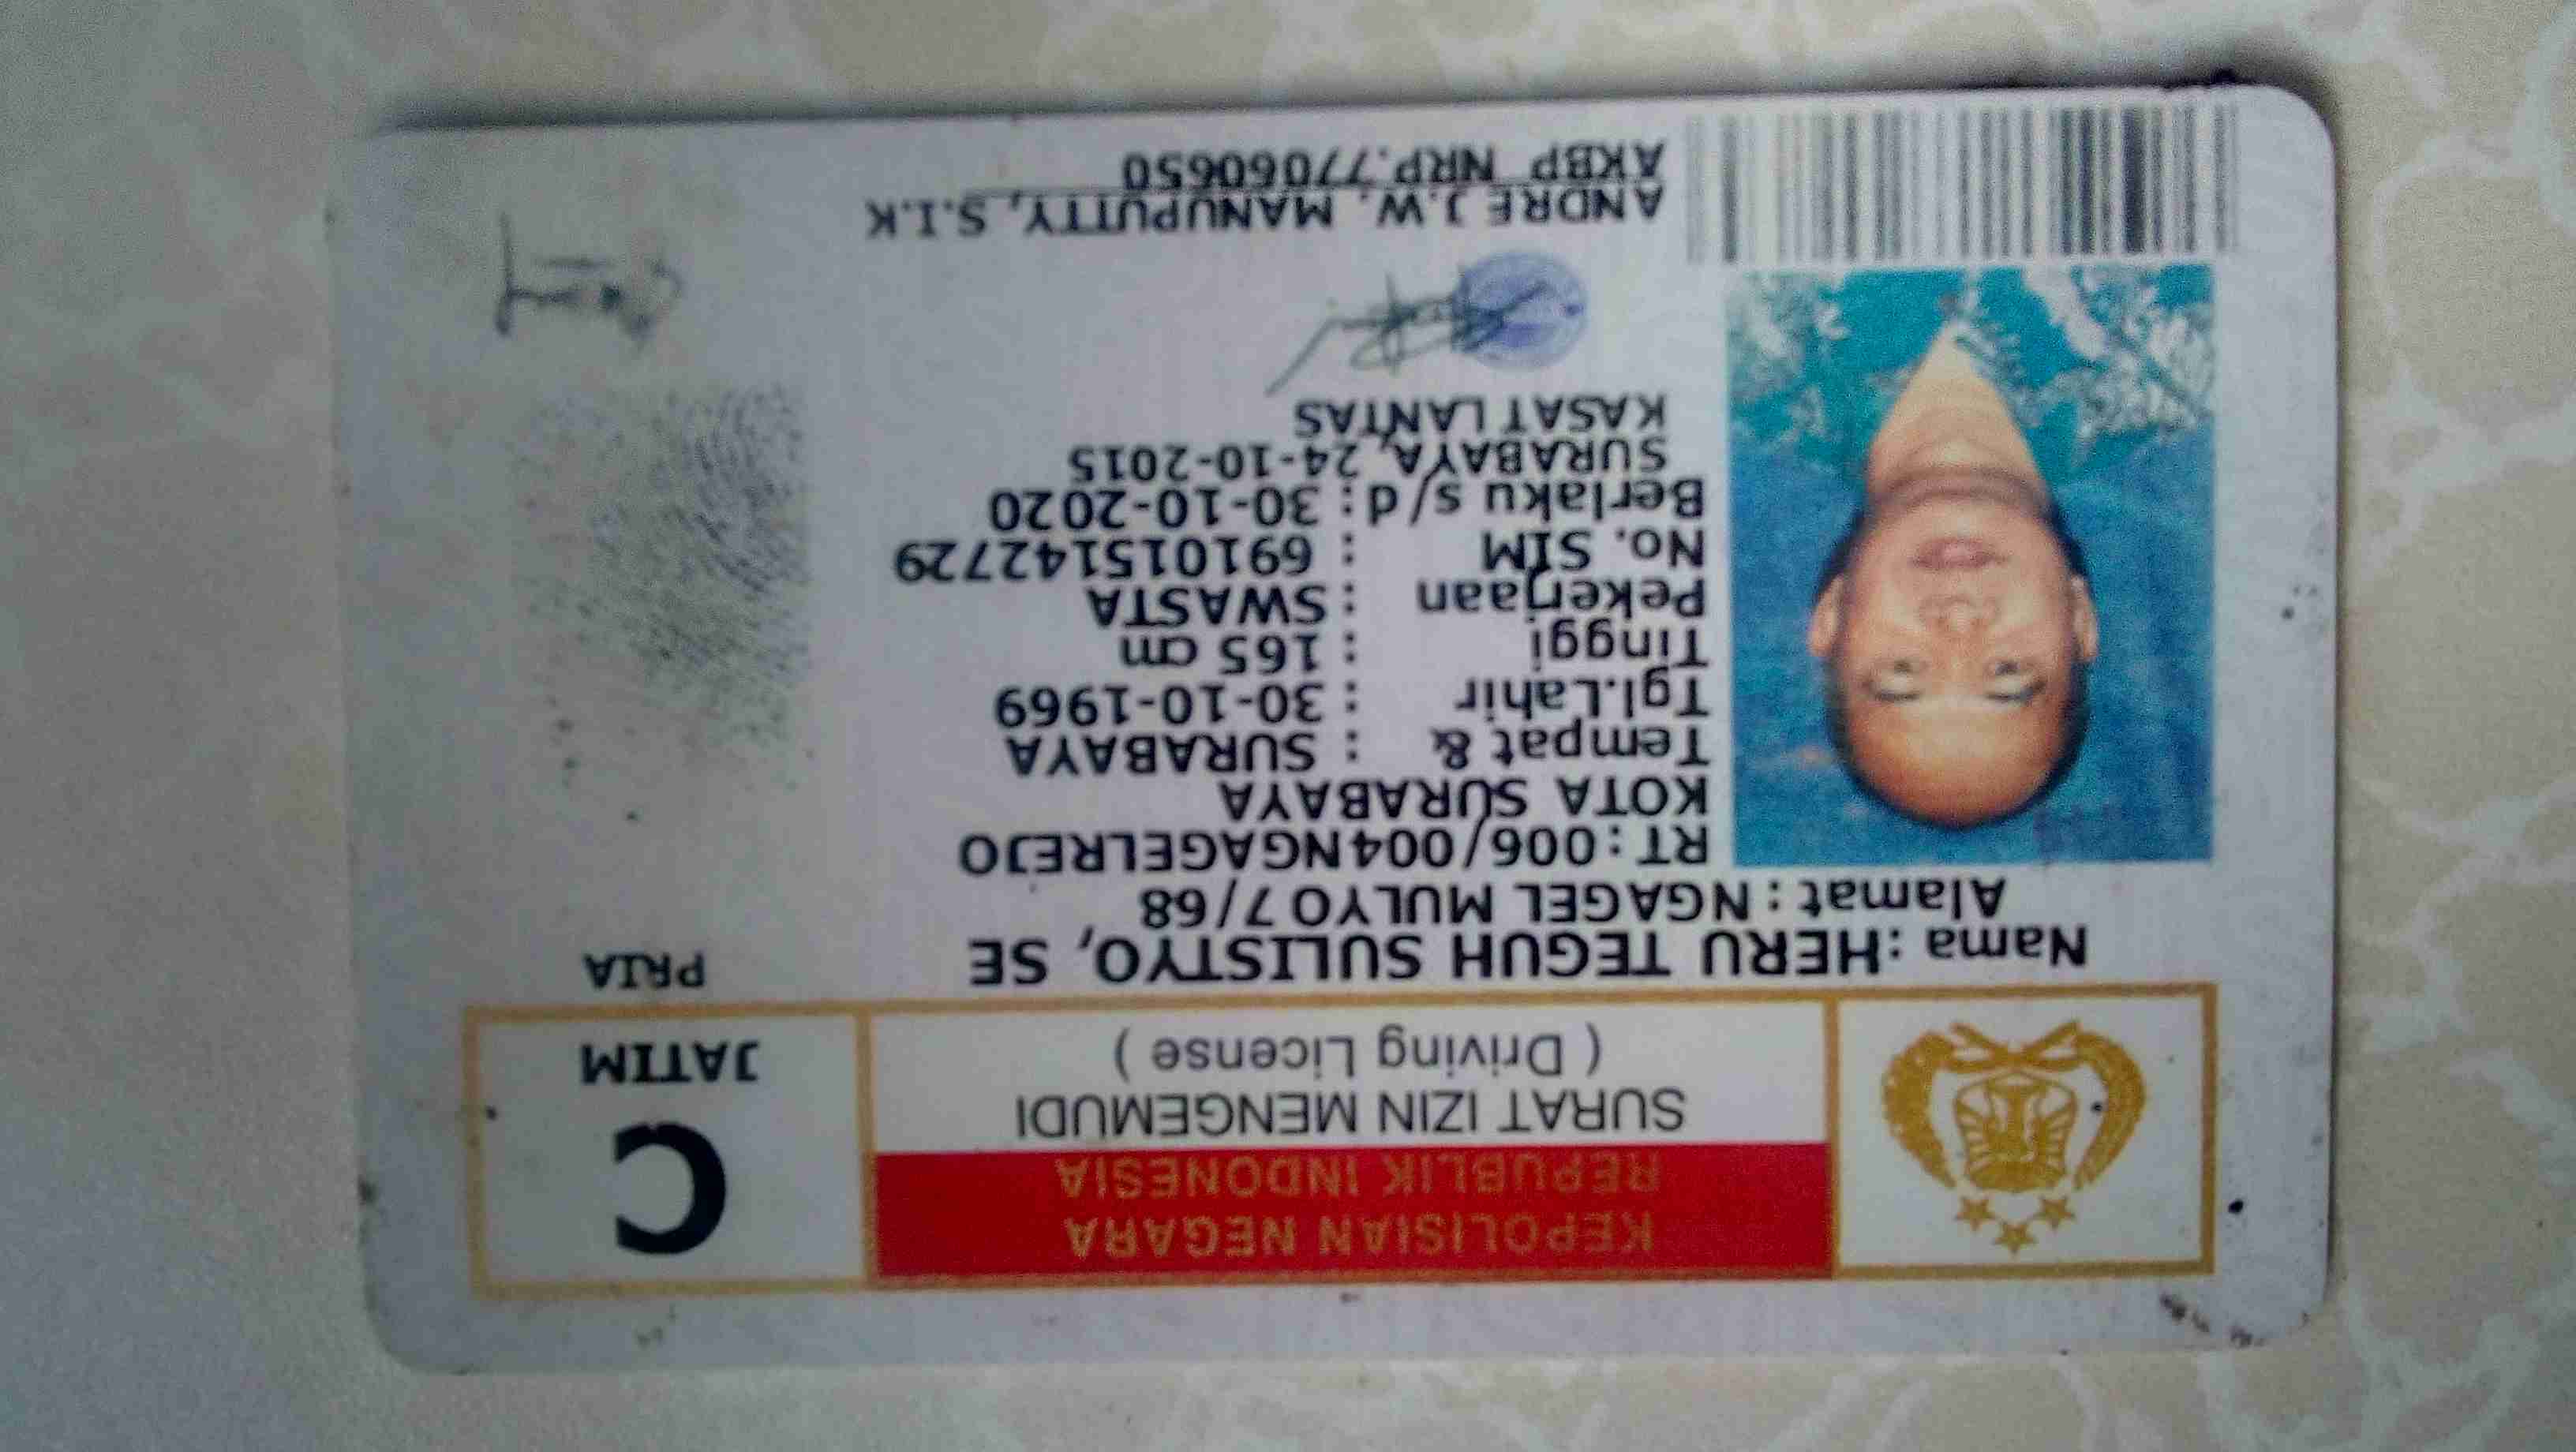 KEPOLISIAN NEGARA
REPUBLIK INDONESIA
SURAT IZIN MENGEMUDI
( Driving License )
C
JATIM
PRIA
Nama : HERU TEGUH SULISTYO, SE
Alamat : NGAGEL MULYO 7/68
RT: 006/004 NGAGELREJO
KOTA SURABAYA
Tempat & : SURABAYA
Tgl.Lahir : 30-10-1969
Tinggi : 165 cm
Pekerjaan : SWASTA
No. SIM : 691015142729
Berlaku s/d : 30-10-2020
SURABAYA, 24-10-2015
KASAT LANTAS
ANDRE J.W. MANUPUTTY, S.I.K
AKBP NRP.77060650